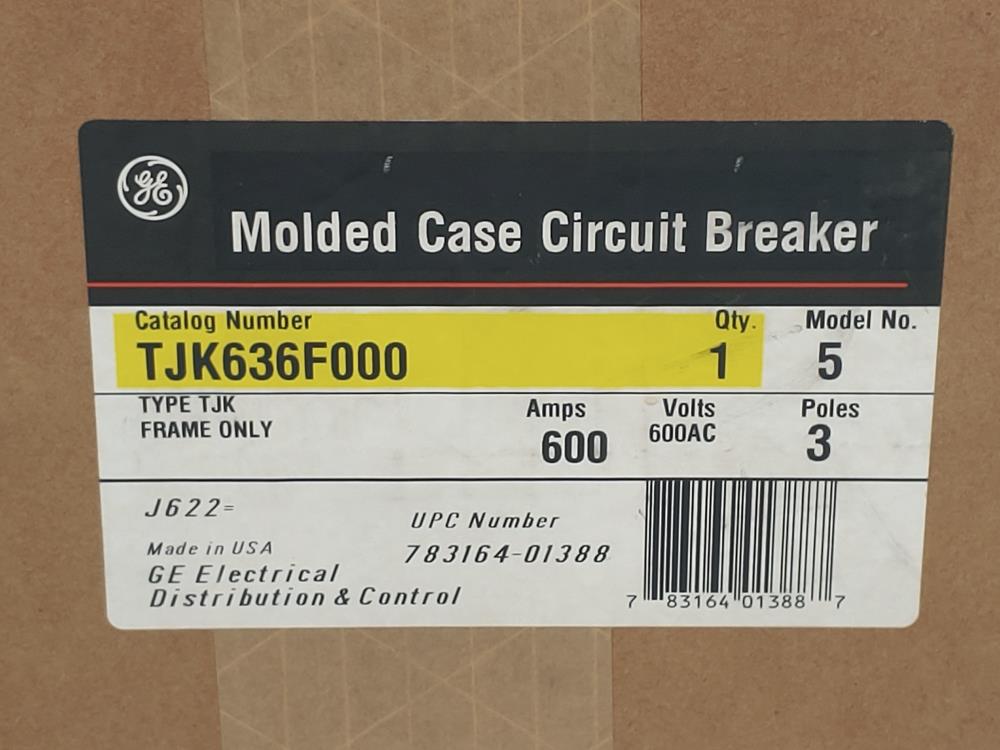 GE
Molded Case Circuit Breaker
Catalog Number Qty. Model No.
TJK636F000 1 5
TYPE TJK Amps Volts Poles
FRAME ONLY 600 600AC 3
J622=
UPC Number
Made in USA 783164-01388
GE Electrical
Distribution & Control
7 83164 01388 7